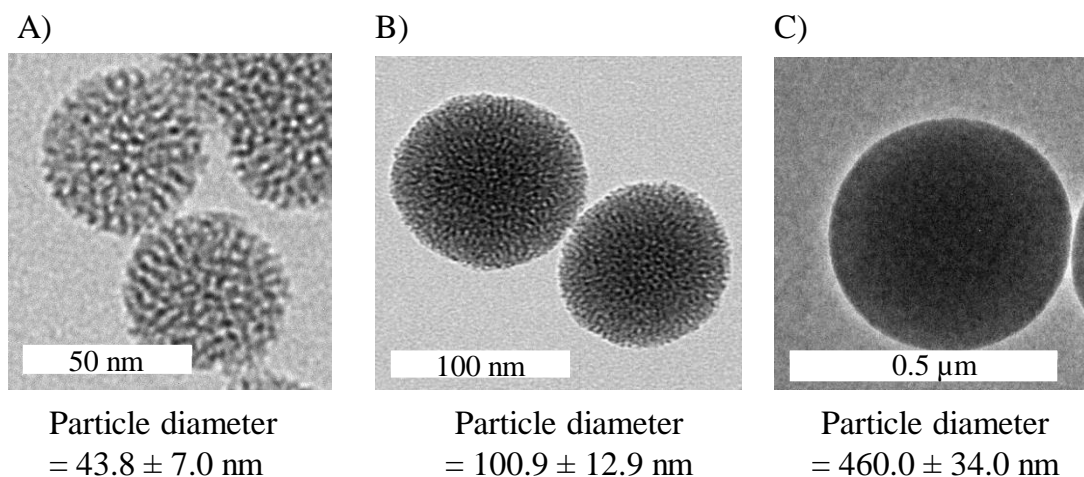 A)
B)
C)
50 nm
100 nm
0.5 µm
Particle diameter
= 43.8 ± 7.0 nm
Particle diameter
= 100.9 ± 12.9 nm
Particle diameter
= 460.0 ± 34.0 nm